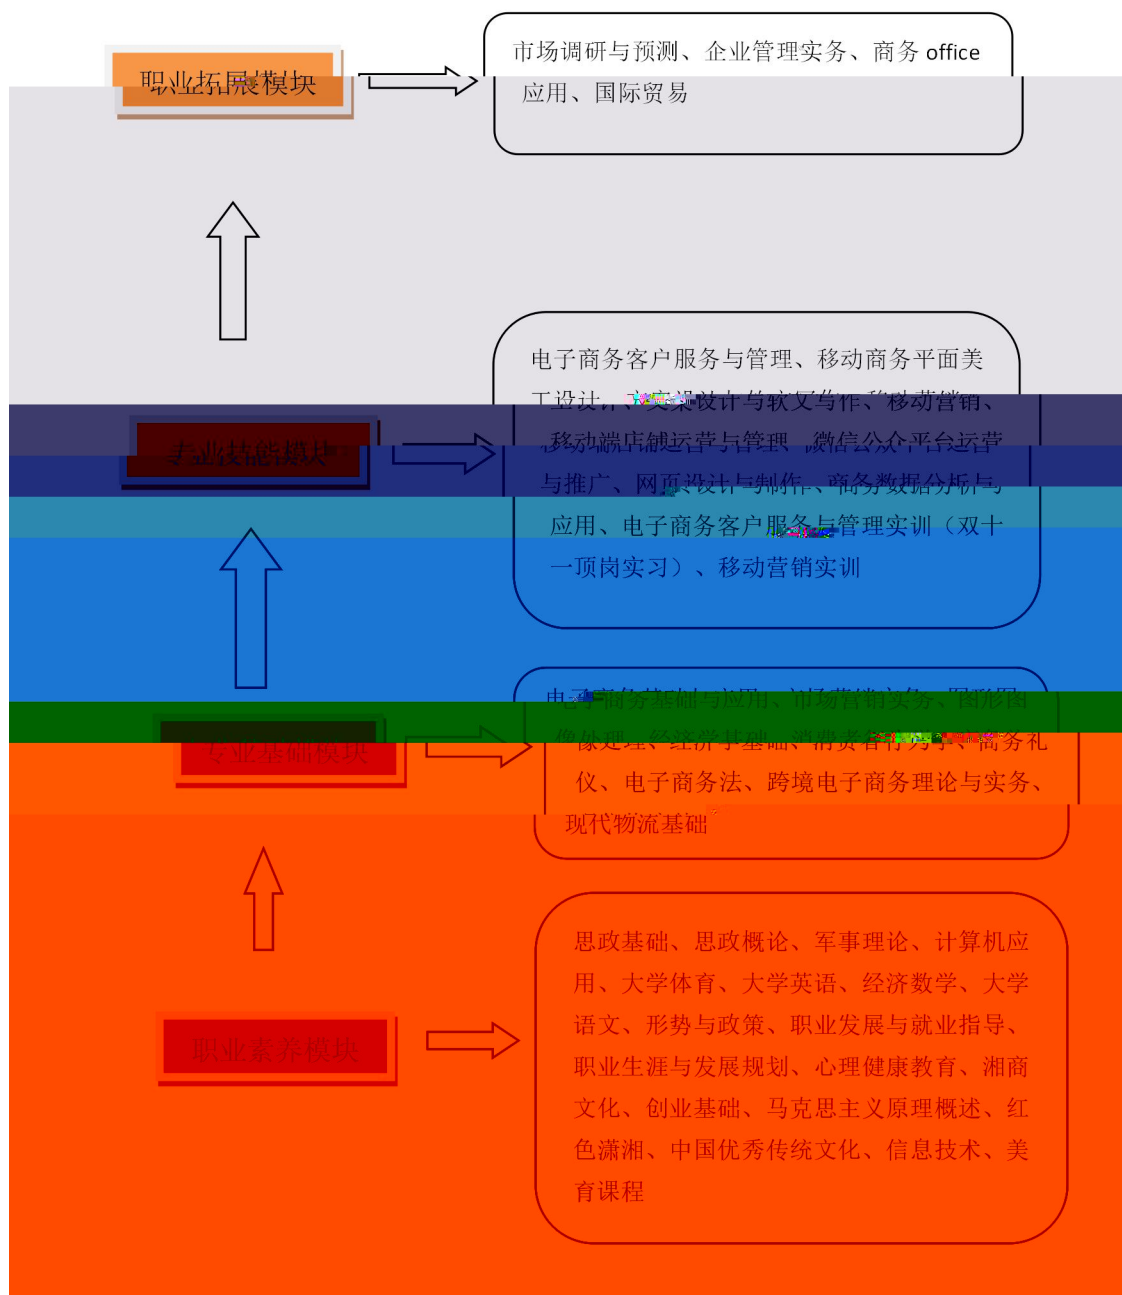 职业拓展模块
市场调研与预测、企业管理实务、商务 office
应用、国际贸易
专业技能模块
电子商务客户服务与管理、移动商务平面美
工设计、文案设计与软文写作、移动营销、
移动端店铺运营与管理、微信公众平台运营
与推广、网页设计与制作、商务数据分析与
应用、电子商务客户服务与管理实训（双十
一顶岗实习）、移动营销实训
专业基础模块
电子商务基础与应用、市场营销实务、图形图
像处理、经济学基础、消费者行为学、商务礼
仪、电子商务法、跨境电子商务理论与实务、
现代物流基础
职业素养模块
思政基础、思政概论、军事理论、计算机应
用、大学体育、大学英语、经济数学、大学
语文、形势与政策、职业发展与就业指导、
职业生涯与发展规划、心理健康教育、湘商
文化、创业基础、马克思主义原理概述、红
色潇湘、中国优秀传统文化、信息技术、美
育课程